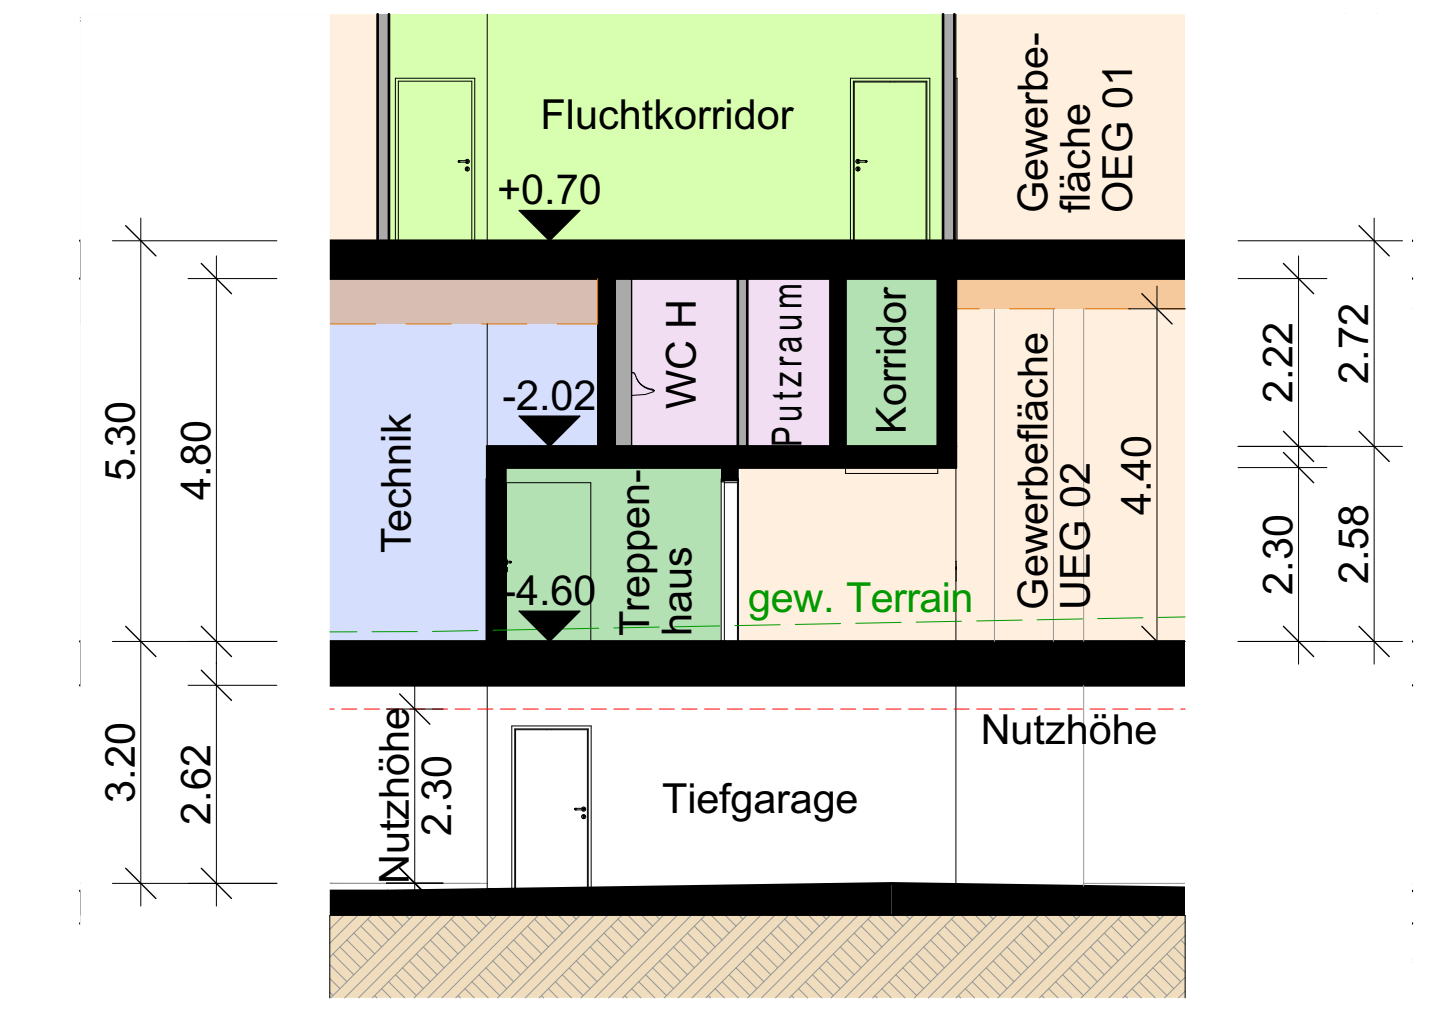 Fluchtkorridor
Gewerbe-
fläche
OEG 01
+0.70
5.30
4.80
Technik
-2.02
WC H
Putzraum
Korridor
Gewerbefläche
UEG 02
4.40
2.22
2.72
2.30
2.58
-4.60
Treppen-
haus
gew. Terrain
3.20
2.62
Nutzhöhe
2.30
Tiefgarage
Nutzhöhe